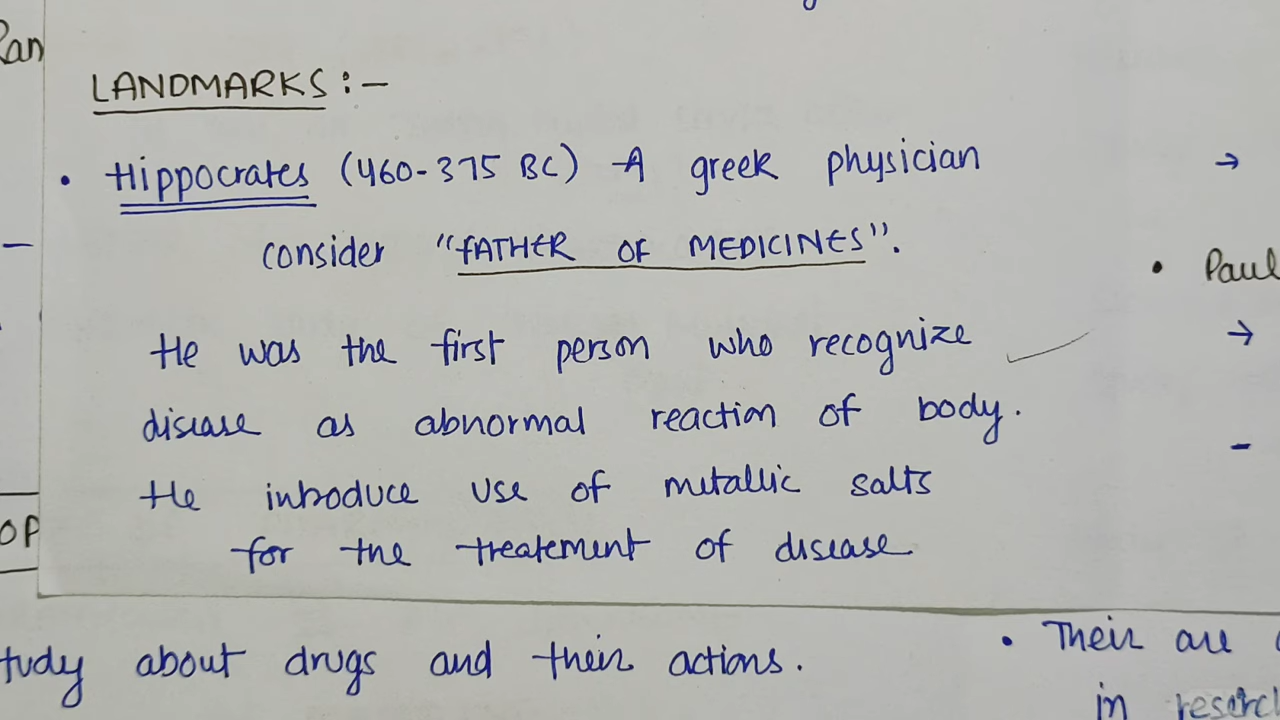 LANDMARKS :-
• Hippocrates (460-375 BC) A greek physician
consider "FATHER OF MEDICINES".
He was the first person who recognize
disease as abnormal reaction of body.
He introduce use of metallic salts
for the treatement of disease
tudy about drugs and their actions.
Ran
-
OP
→
• Paul
→
-
• Their are
in reserc